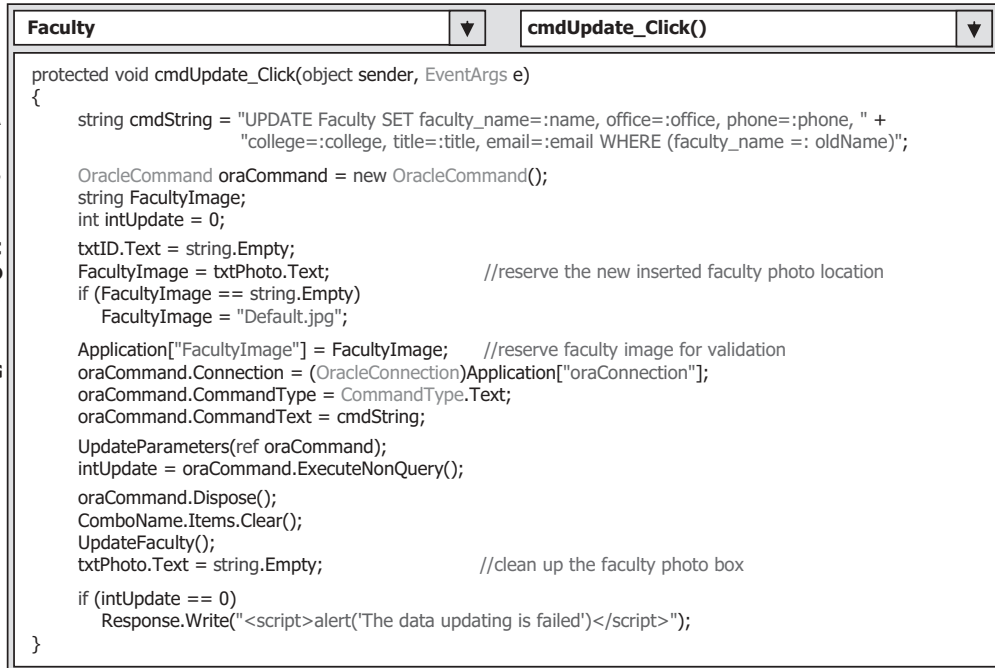 Faculty
cmdUpdate_Click()
protected void cmdUpdate_Click(object sender, EventArgs e)
{
string cmdString = "UPDATE Faculty SET faculty_name=:name, office=:office, phone=:phone, " +
"college=:college, title=:title, email=:email WHERE (faculty_name =: oldName)";
OracleCommand oraCommand = new OracleCommand();
string FacultyImage;
int intUpdate = 0;
txtID.Text = string.Empty;
FacultyImage = txtPhoto.Text; //reserve the new inserted faculty photo location
if (FacultyImage == string.Empty)
FacultyImage = "Default.jpg";
Application["FacultyImage"] = FacultyImage; //reserve faculty image for validation
oraCommand.Connection = (OracleConnection)Application["oraConnection"];
oraCommand.CommandType = CommandType.Text;
oraCommand.CommandText = cmdString;
UpdateParameters(ref oraCommand);
intUpdate = oraCommand.ExecuteNonQuery();
oraCommand.Dispose();
ComboName.Items.Clear();
UpdateFaculty();
txtPhoto.Text = string.Empty; //clean up the faculty photo box
if (intUpdate == 0)
Response.Write("<script>alert('The data updating is failed')</script>");
}